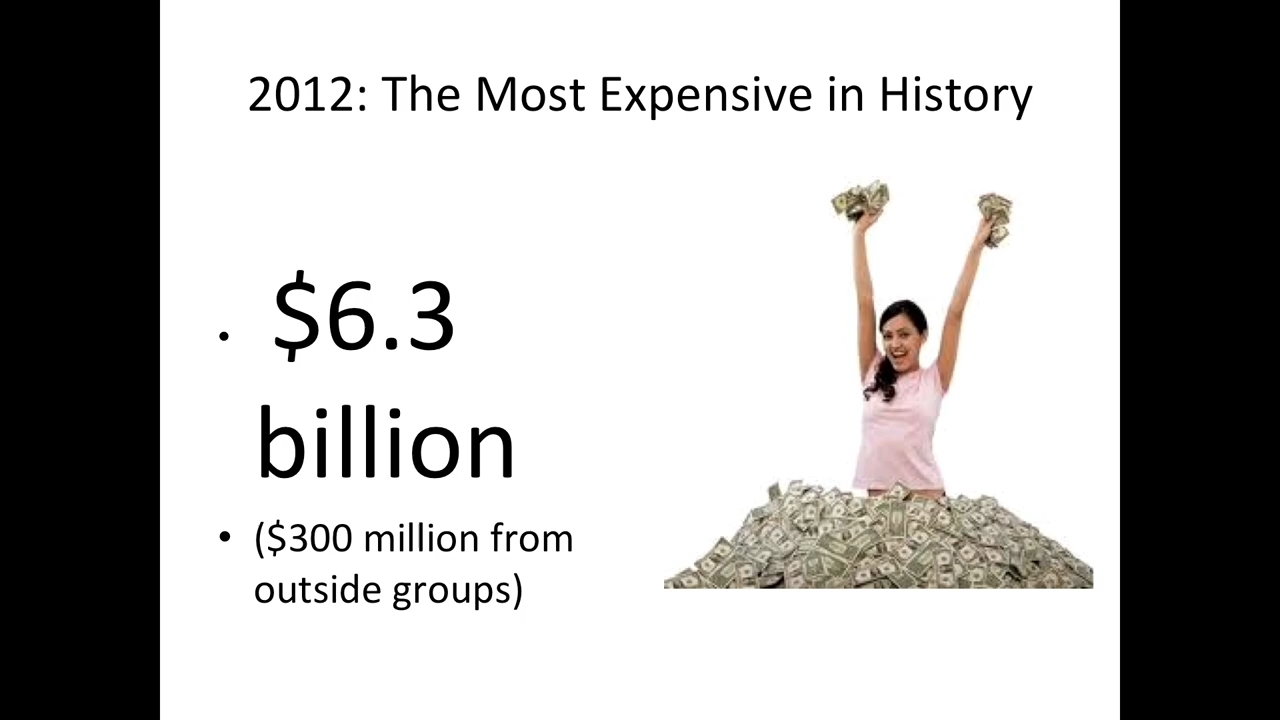 2012: The Most Expensive in History
• $6.3
billion
• ($300 million from
outside groups)